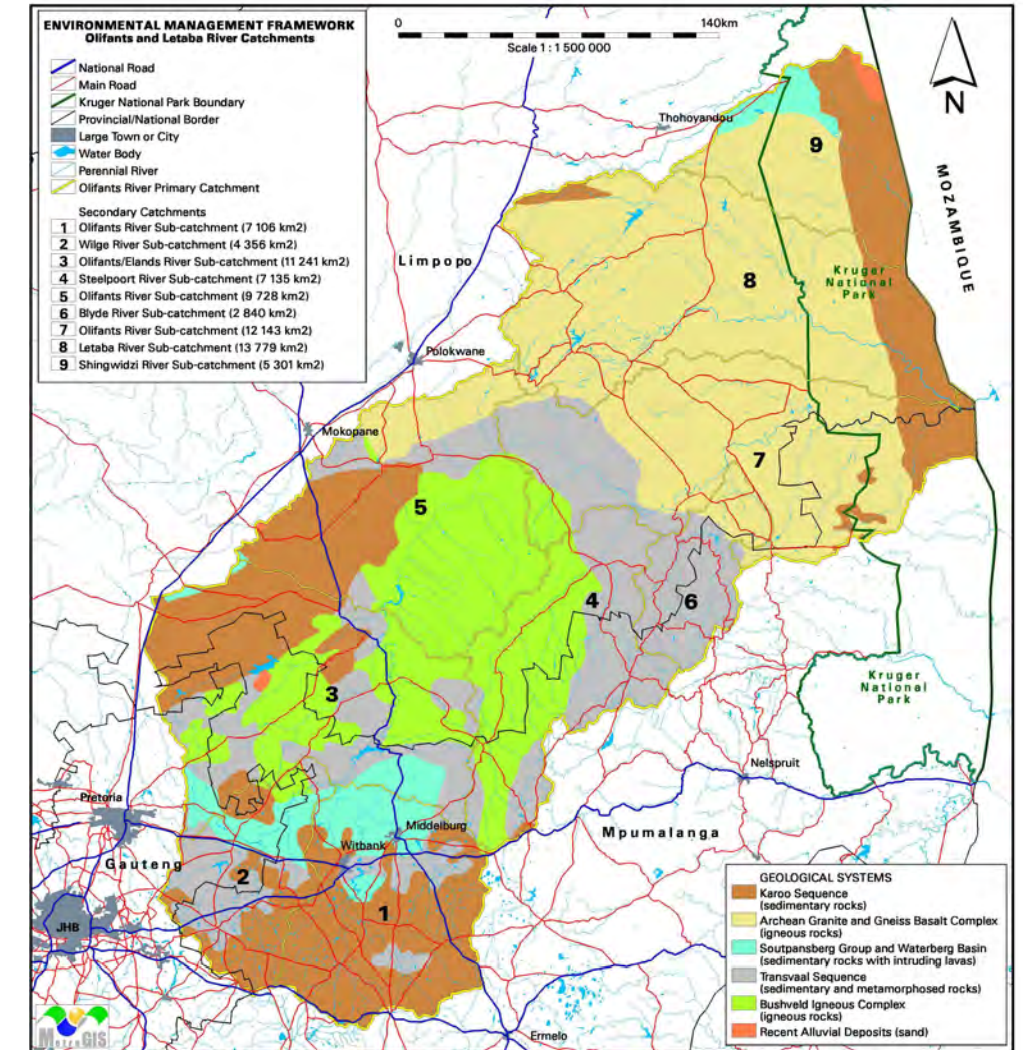 ENVIRONMENTAL MANAGEMENT FRAMEWORK
Olifants and Letaba River Catchments
National Road
Main Road
Kruger National Park Boundary
Provincial/National Border
Large Town or City
Water Body
Perennial River
Olifants River Primary Catchment
Secondary Catchments
1 Olifants River Sub-catchment (7 106 km2)
2 Wilge River Sub-catchment (4 356 km2)
3 Olifants/Elands River Sub-catchment (11 241 km2)
4 Steelpoort River Sub-catchment (7 135 km2)
5 Olifants River Sub-catchment (9 728 km2)
6 Blyde River Sub-catchment (2 840 km2)
7 Olifants River Sub-catchment (12 143 km2)
8 Letaba River Sub-catchment (13 779 km2)
9 Shingwidzi River Sub-catchment (5 301 km2)
0 140km
Scale 1 : 1 500 000
N
Thohoyandou
9
MOZAMBIQUE
Limpopo
8
Kruger
National
Park
Polokwane
Mokopane
7
5
4
6
3
Kruger
National
Park
Nelspruit
Pretoria
Middelburg
Mpumalanga
Witbank
Gauteng
2
1
JHB
Ermelo
GEOLOGICAL SYSTEMS
Karoo Sequence
(sedimentary rocks)
Archean Granite and Gneiss Basalt Complex
(igneous rocks)
Soutpansberg Group and Waterberg Basin
(sedimentary rocks with intruding lavas)
Transvaal Sequence
(sedimentary and metamorphosed rocks)
Bushveld Igneous Complex
(igneous rocks)
Recent Alluvial Deposits (sand)
MetroGIS